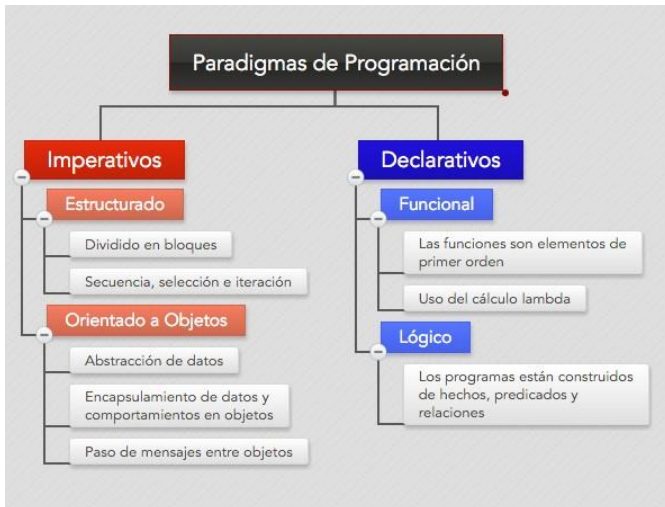 Paradigmas de Programación
Imperativos
Estructurado
Dividido en bloques
Secuencia, selección e iteración
Orientado a Objetos
Abstracción de datos
Encapsulamiento de datos y
comportamientos en objetos
Paso de mensajes entre objetos
Declarativos
Funcional
Las funciones son elementos de
primer orden
Uso del cálculo lambda
Lógico
Los programas están construidos
de hechos, predicados y
relaciones